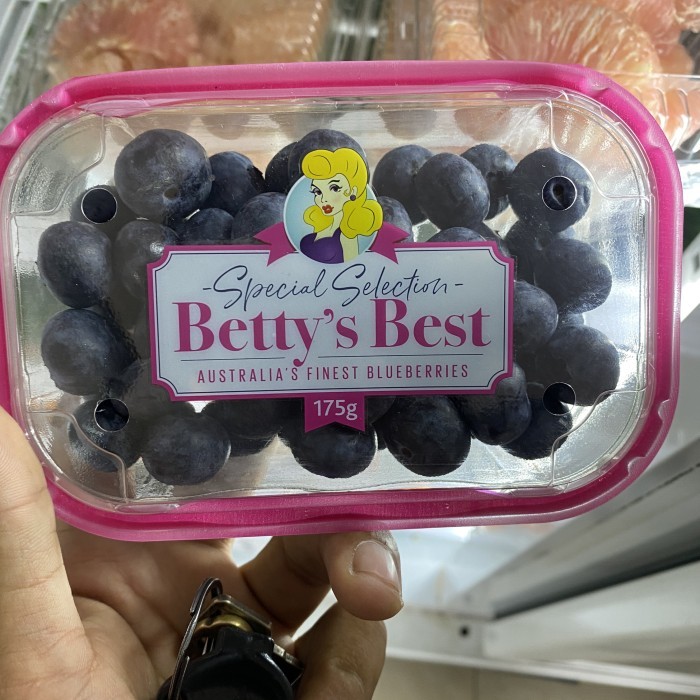 -Special Selection-
Betty's Best
AUSTRALIA'S FINEST BLUEBERRIES
175g